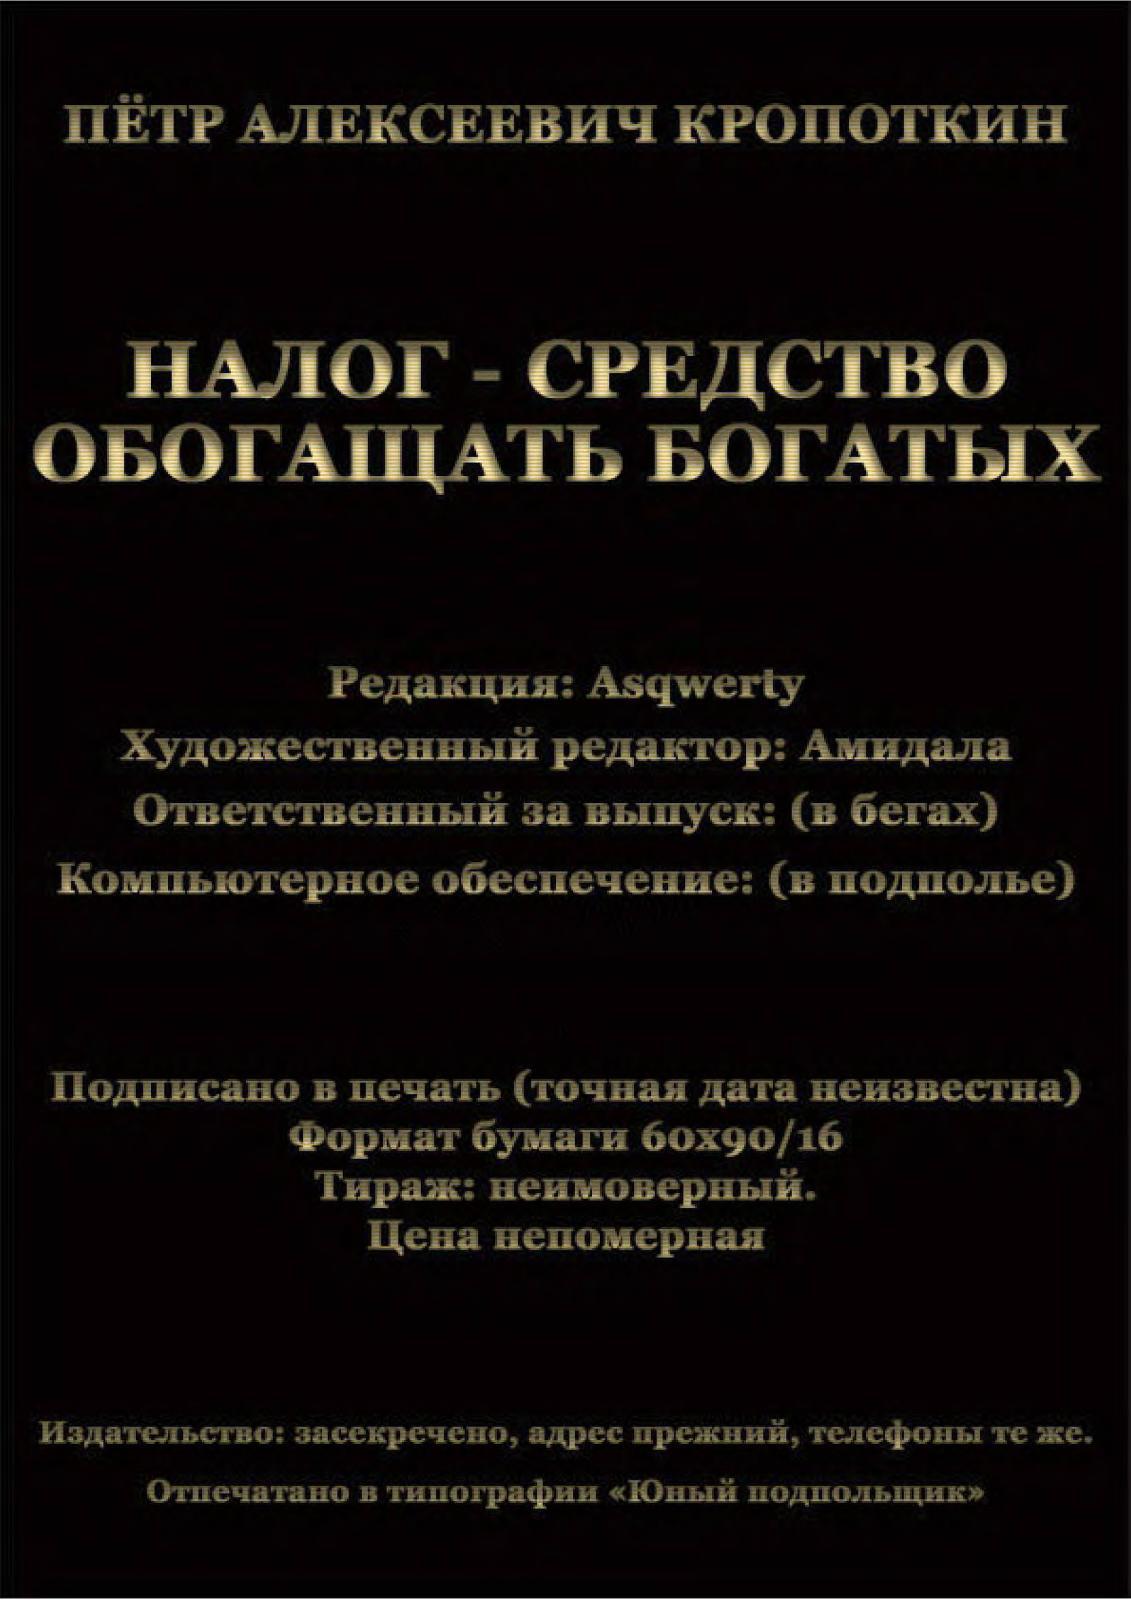 ПЁТР АЛЕКСЕЕВИЧ КРОПОТКИН
НАЛОГ - СРЕДСТВО
ОБОГАЩАТЬ БОГАТЫХ
Редакция: Asqwerty
Художественный редактор: Амидала
Ответственный за выпуск: (в бегах)
Компьютерное обеспечение: (в подполье)
Подписано в печать (точная дата неизвестна)
Формат бумаги 60х90/16
Тираж: неимоверный.
Цена непомерная
Издательство: засекречено, адрес прежний, телефоны те же.
Отпечатано в типографии «Юный подпольщик»